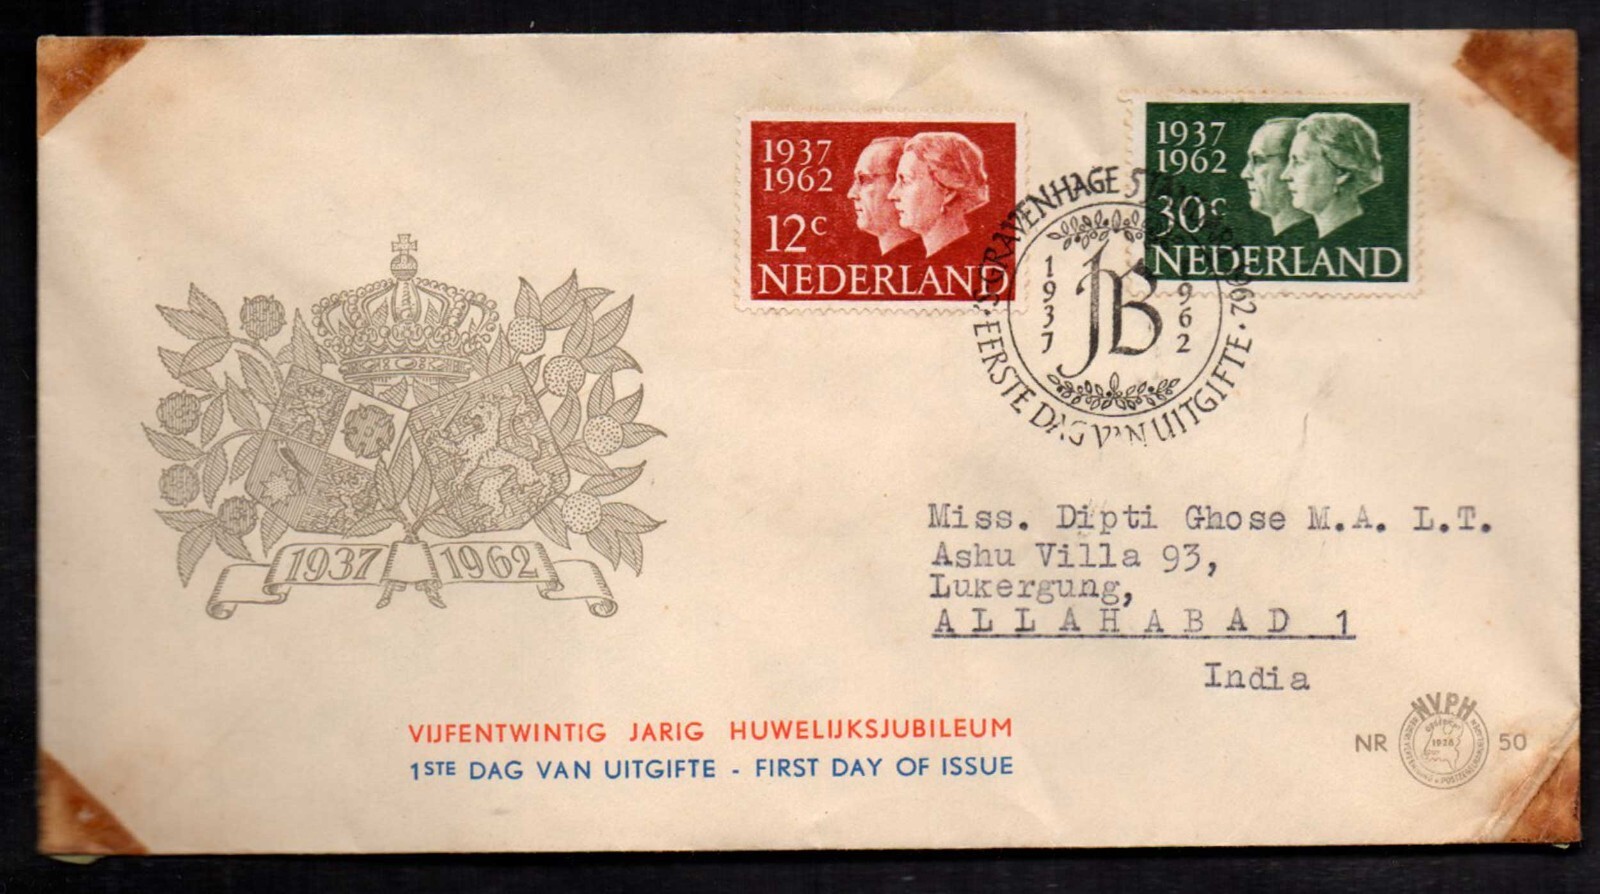 1937
1962
12c
NEDERLAND
1937
1962
30c
NEDERLAND
'S-GRAVENHAGE
EERSTE DAG VAN UITGIFTE
1937
JB
1962
1937 1962
Miss. Dipti Ghose M.A. L.T.
Ashu Villa 93,
Lukergung,
ALLAHABAD 1
India
VIJFENTWINTIG JARIG HUWELIJKSJUBILEUM
1STE DAG VAN UITGIFTE - FIRST DAY OF ISSUE
NVPH
1928
NR 50